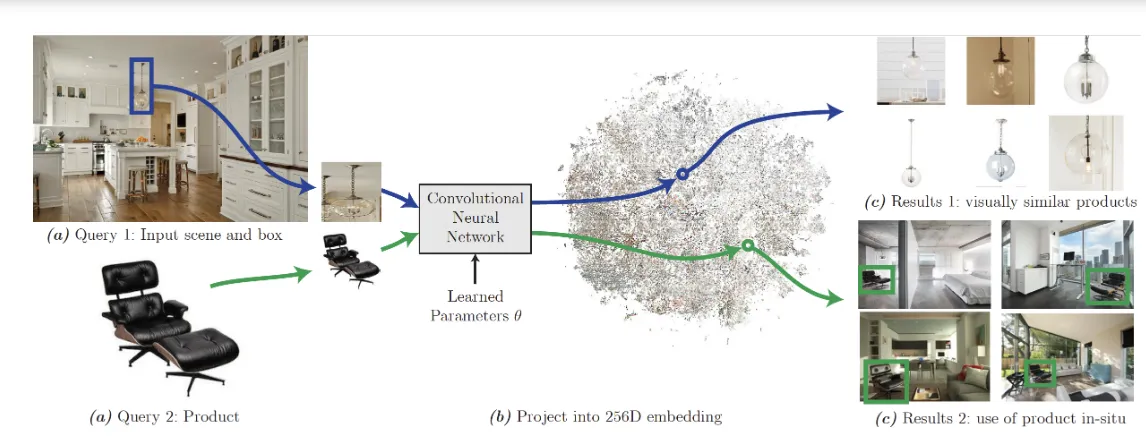 (a) Query 1: Input scene and box
Convolutional
Neural
Network
Learned
Parameters θ
(c) Results 1: visually similar products
(a) Query 2: Product
(b) Project into 256D embedding
(c) Results 2: use of product in-situ